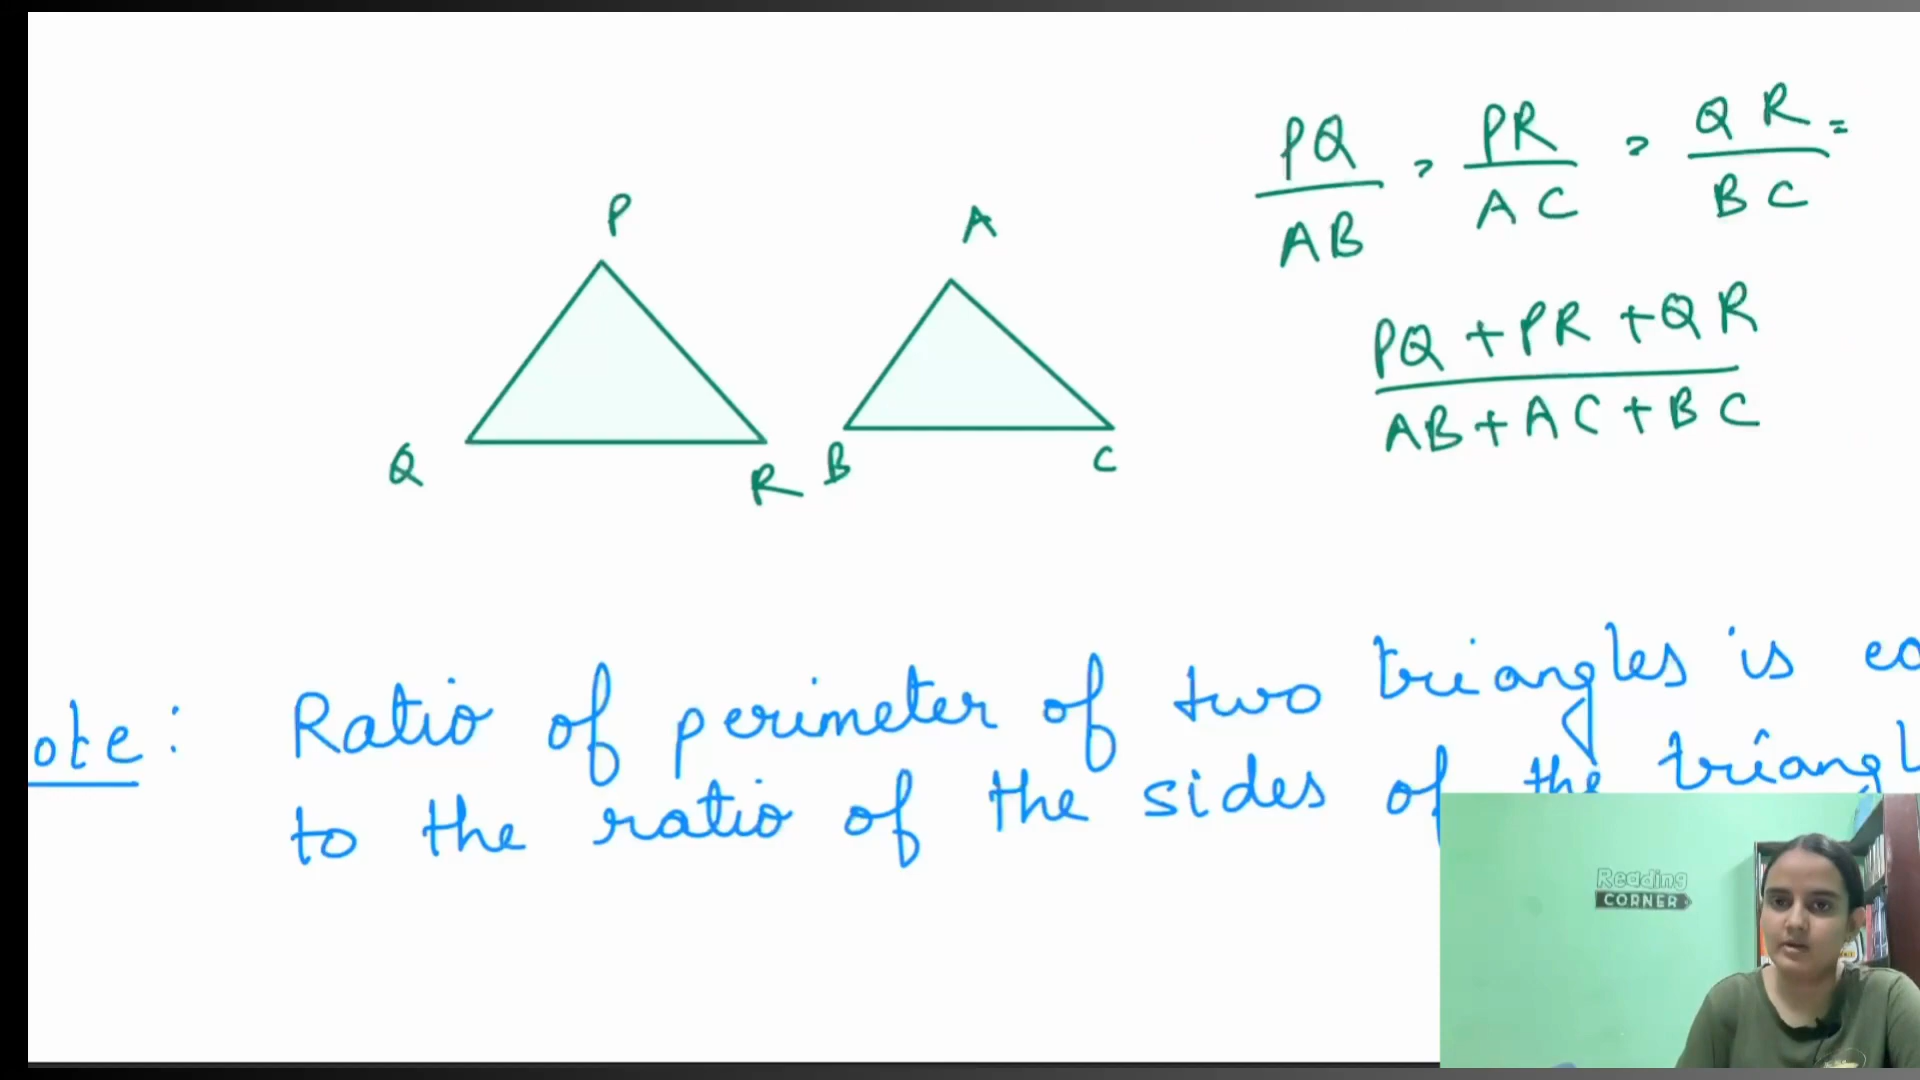 PQ/AB = PR/AC = QR/BC =
P A
PQ + PR + QR / AB + AC + BC
Q R B C
ote: Ratio of perimeter of two triangles is eq
to the ratio of the sides of the triangl
Reading
CORNER